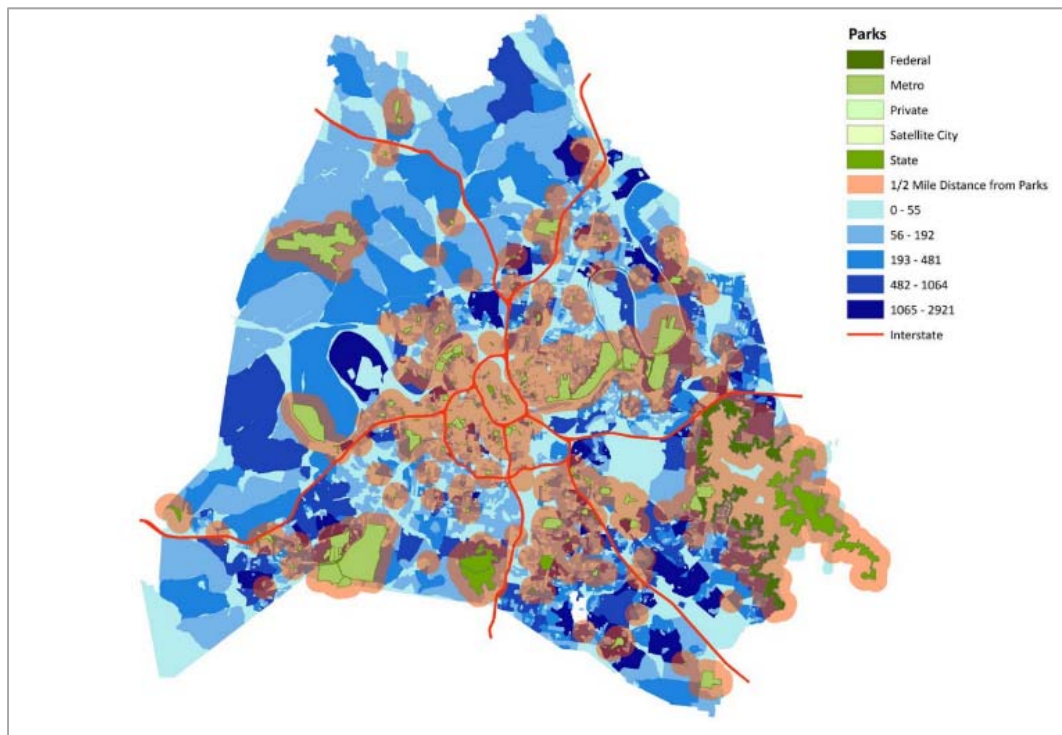 Parks
Federal
Metro
Private
Satellite City
State
1/2 Mile Distance from Parks
0 - 55
56 - 192
193 - 481
482 - 1064
1065 - 2921
Interstate